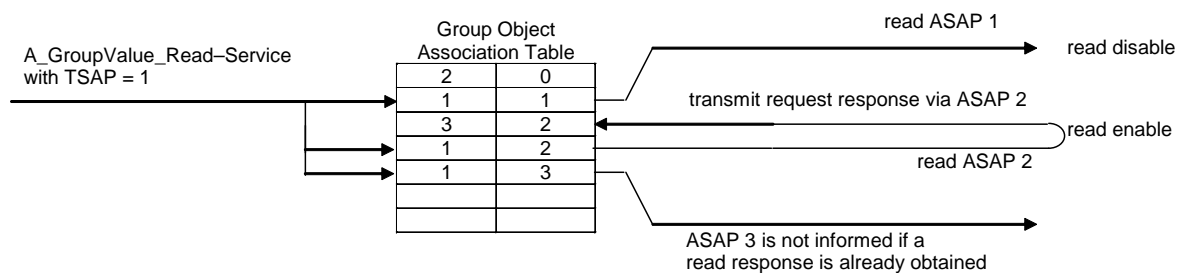 read ASAP 1
Group Object
Association Table
A_GroupValue_Read–Service
with TSAP = 1
read disable
2 0
1 1
3 2
1 2
1 3
transmit request response via ASAP 2
read enable
read ASAP 2
ASAP 3 is not informed if a
read response is already obtained